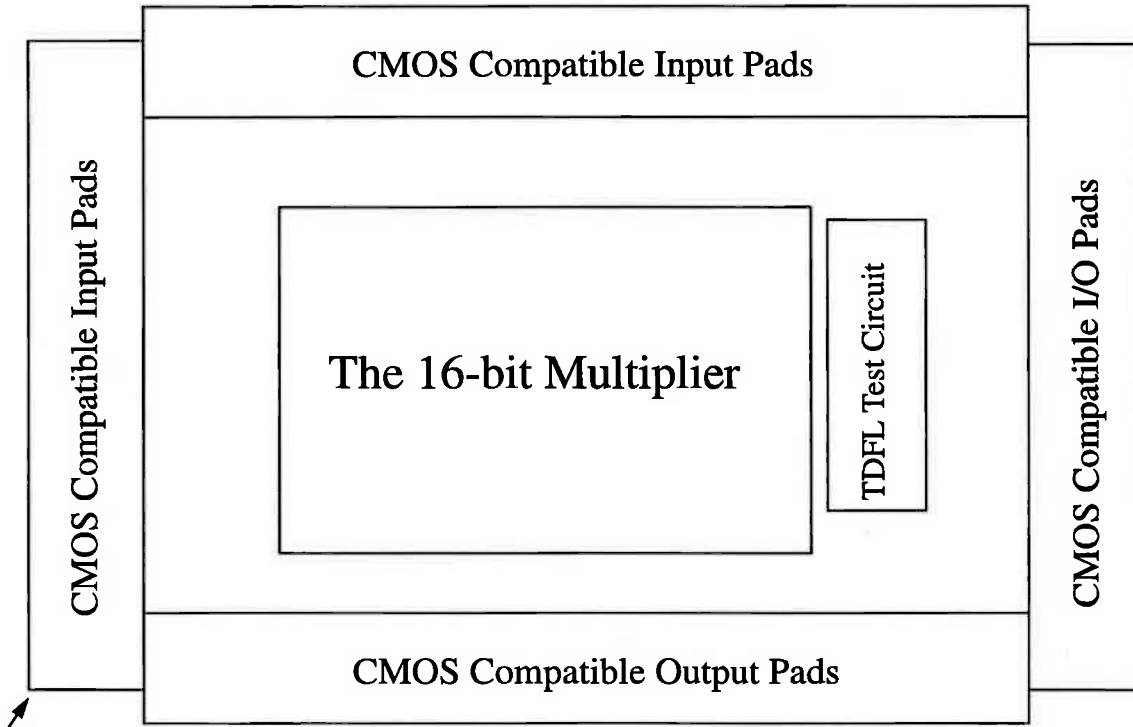 CMOS Compatible Input Pads
CMOS Compatible Input Pads
The 16-bit Multiplier
TDFL Test Circuit
CMOS Compatible I/O Pads
CMOS Compatible Output Pads